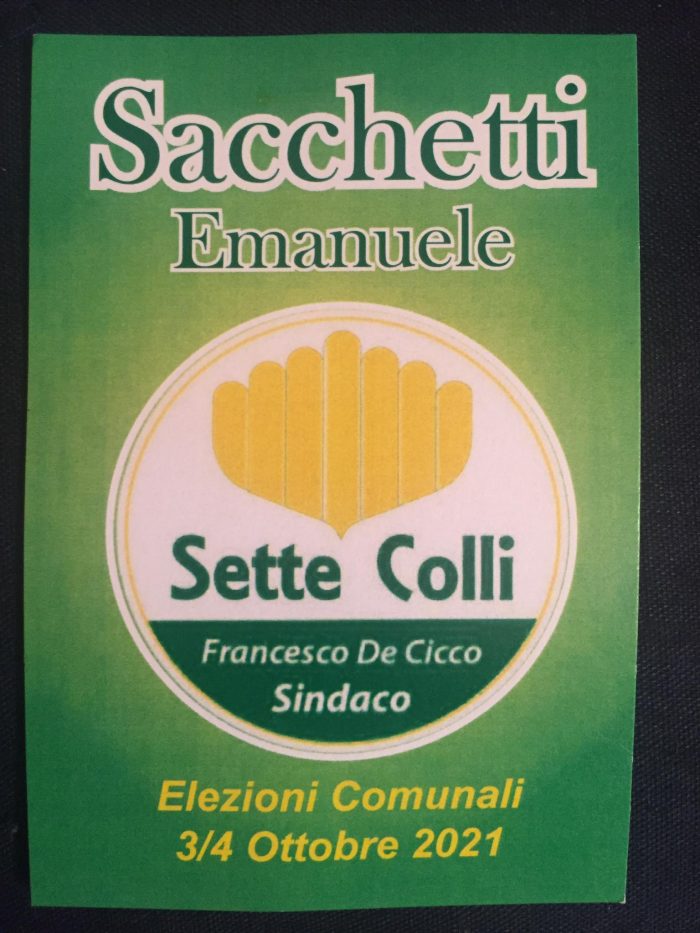 Sacchetti
Emanuele
Sette Colli
Francesco De Cicco
Sindaco
Elezioni Comunali
3/4 Ottobre 2021